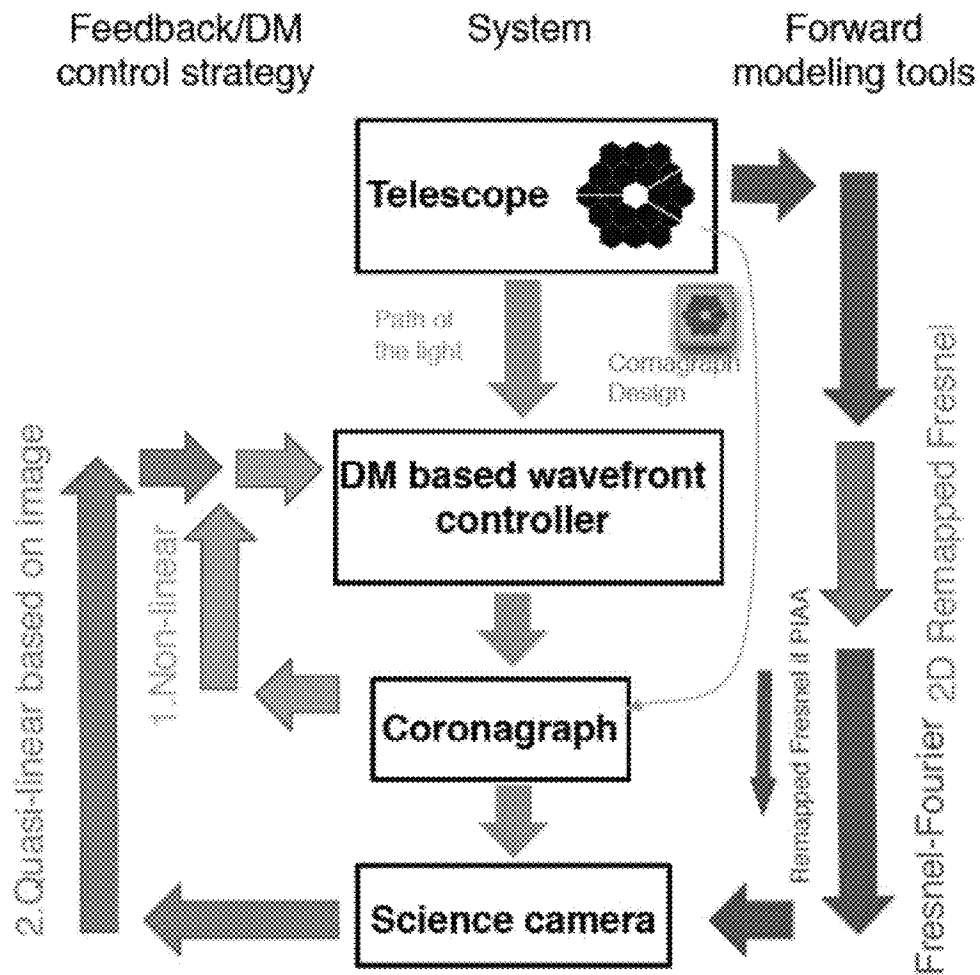 Feedback/DM
control strategy
System
Forward
modeling tools
Telescope
Path of
the light
Cornagraph
Design
DM based wavefront
controller
Coronagraph
Science camera
1.Non-linear
2.Quasi-linear based on image
Remapped Fresnel if PIAA
2D Remapped Fresnel
Fresnel-Fourier